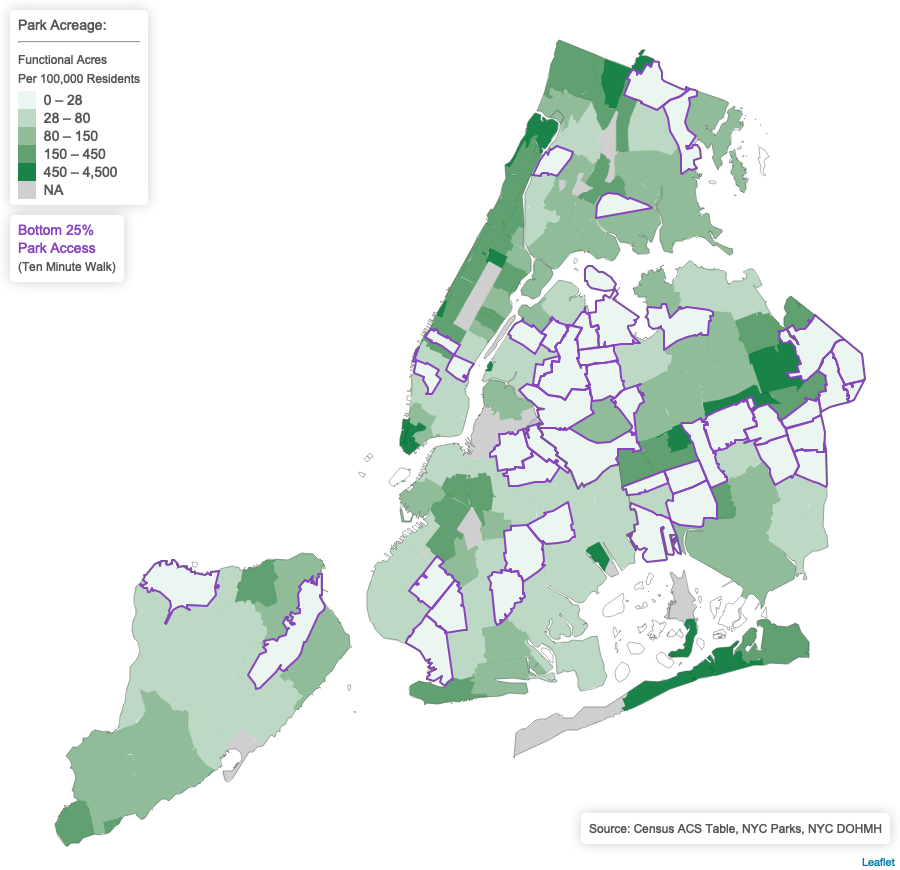 Park Acreage:
Functional Acres
Per 100,000 Residents
0 – 28
28 – 80
80 – 150
150 – 450
450 – 4,500
NA
Bottom 25%
Park Access
(Ten Minute Walk)
Source: Census ACS Table, NYC Parks, NYC DOHMH
Leaflet